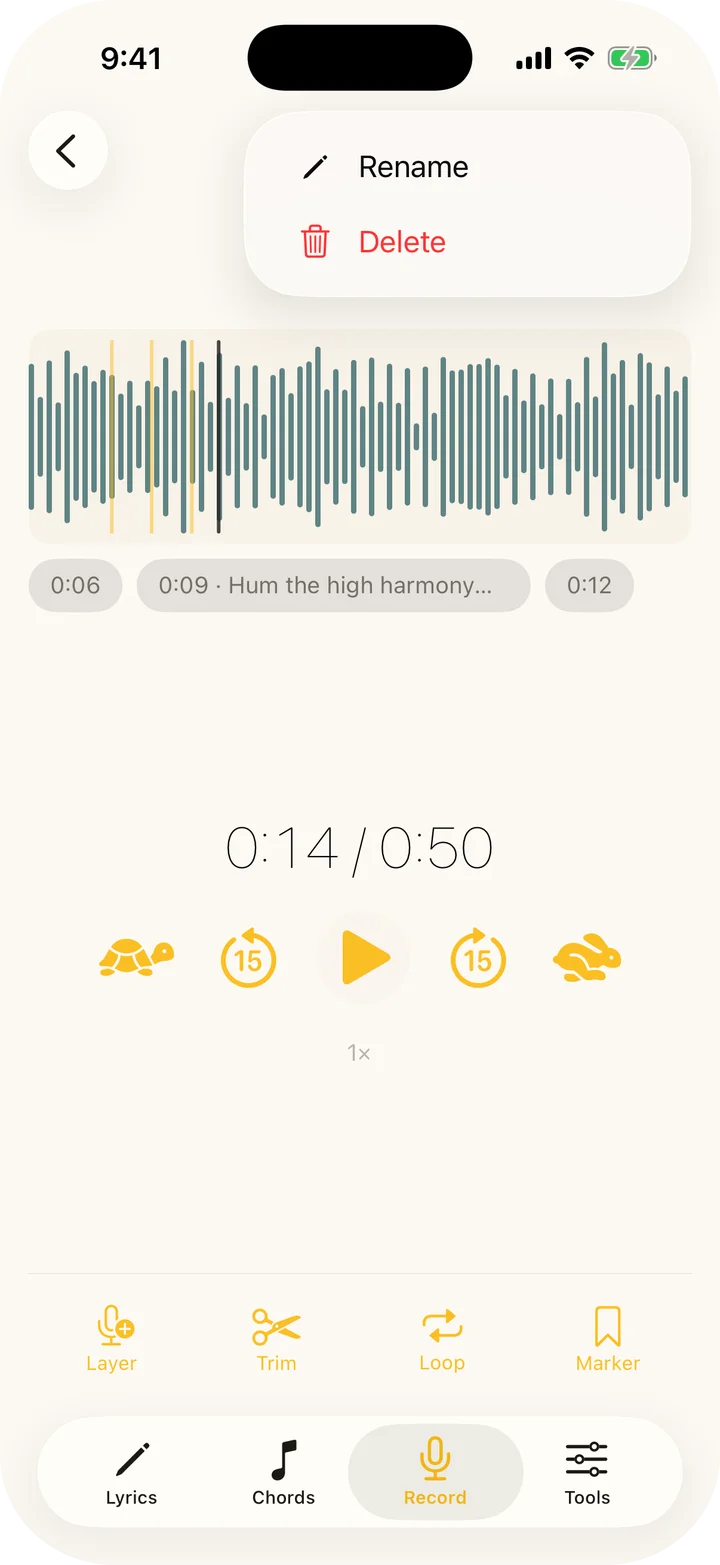 9:41
Rename
Delete
0:06
0:09 · Hum the high harmony...
0:12
0:14 / 0:50
15
15
1×
Layer
Trim
Loop
Marker
Lyrics
Chords
Record
Tools